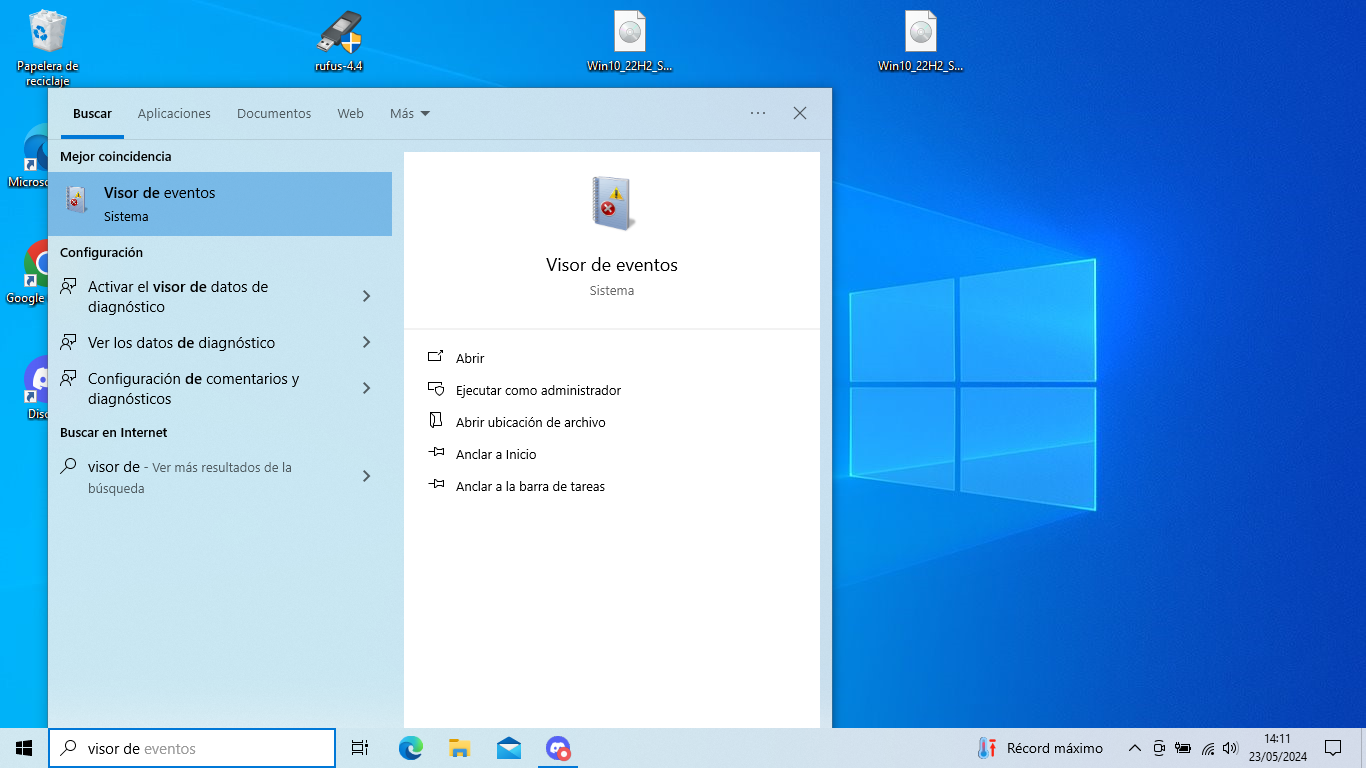 Papelera de
reciclaje
rufus-4.4
Win10_22H2_S...
Win10_22H2_S...
Buscar
Aplicaciones
Documentos
Web
Más
Mejor coincidencia
Visor de eventos
Sistema
Configuración
Activar el visor de datos de
diagnóstico
Ver los datos de diagnóstico
Configuración de comentarios y
diagnósticos
Buscar en Internet
visor de - Ver más resultados de la
búsqueda
Visor de eventos
Sistema
Abrir
Ejecutar como administrador
Abrir ubicación de archivo
Anclar a Inicio
Anclar a la barra de tareas
Micros
Google
Disc
visor de eventos
Récord máximo
14:11
23/05/2024